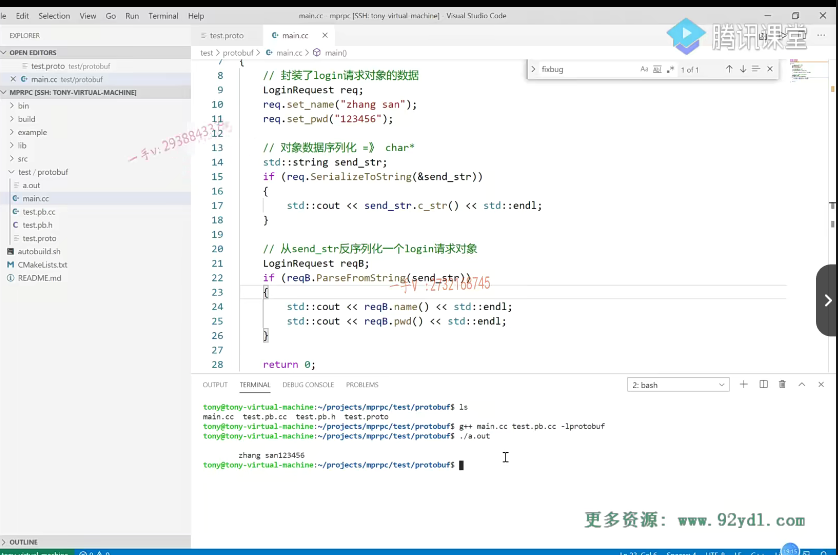 Edit Selection View Go Run Terminal Help
main.cc - mprpc [SSH: tony-virtual-machine] - Visual Studio Code
腾讯课堂
EXPLORER
OPEN EDITORS
test.proto test/protobuf
main.cc test/protobuf
MPRPC [SSH: TONY-VIRTUAL-MACHINE]
bin
build
example
lib
src
test / protobuf
a.out
main.cc
test.pb.cc
test.pb.h
test.proto
autobuild.sh
CMakeLists.txt
README.md
OUTLINE
test.proto
main.cc
test > protobuf > main.cc > main()
fixbug
Aa
1 of 1
7 {
8 // 封装了login请求对象的数据
9 LoginRequest req;
10 req.set_name("zhang san");
11 req.set_pwd("123456");
12
13 // 对象数据序列化 =》 char*
14 std::string send_str;
15 if (req.SerializeToString(&send_str))
16 {
17 std::cout << send_str.c_str() << std::endl;
18 }
19
20 // 从send_str反序列化一个login请求对象
21 LoginRequest reqB;
22 if (reqB.ParseFromString(send_str))
23 {
24 std::cout << reqB.name() << std::endl;
25 std::cout << reqB.pwd() << std::endl;
26 }
27
28 return 0;
OUTPUT TERMINAL DEBUG CONSOLE PROBLEMS
2: bash
tony@tony-virtual-machine:~/projects/mprpc/test/protobuf$ ls
main.cc test.pb.cc test.pb.h test.proto
tony@tony-virtual-machine:~/projects/mprpc/test/protobuf$ g++ main.cc test.pb.cc -lprotobuf
tony@tony-virtual-machine:~/projects/mprpc/test/protobuf$ ./a.out
zhang san123456
tony@tony-virtual-machine:~/projects/mprpc/test/protobuf$
更多资源: www.92ydl.com